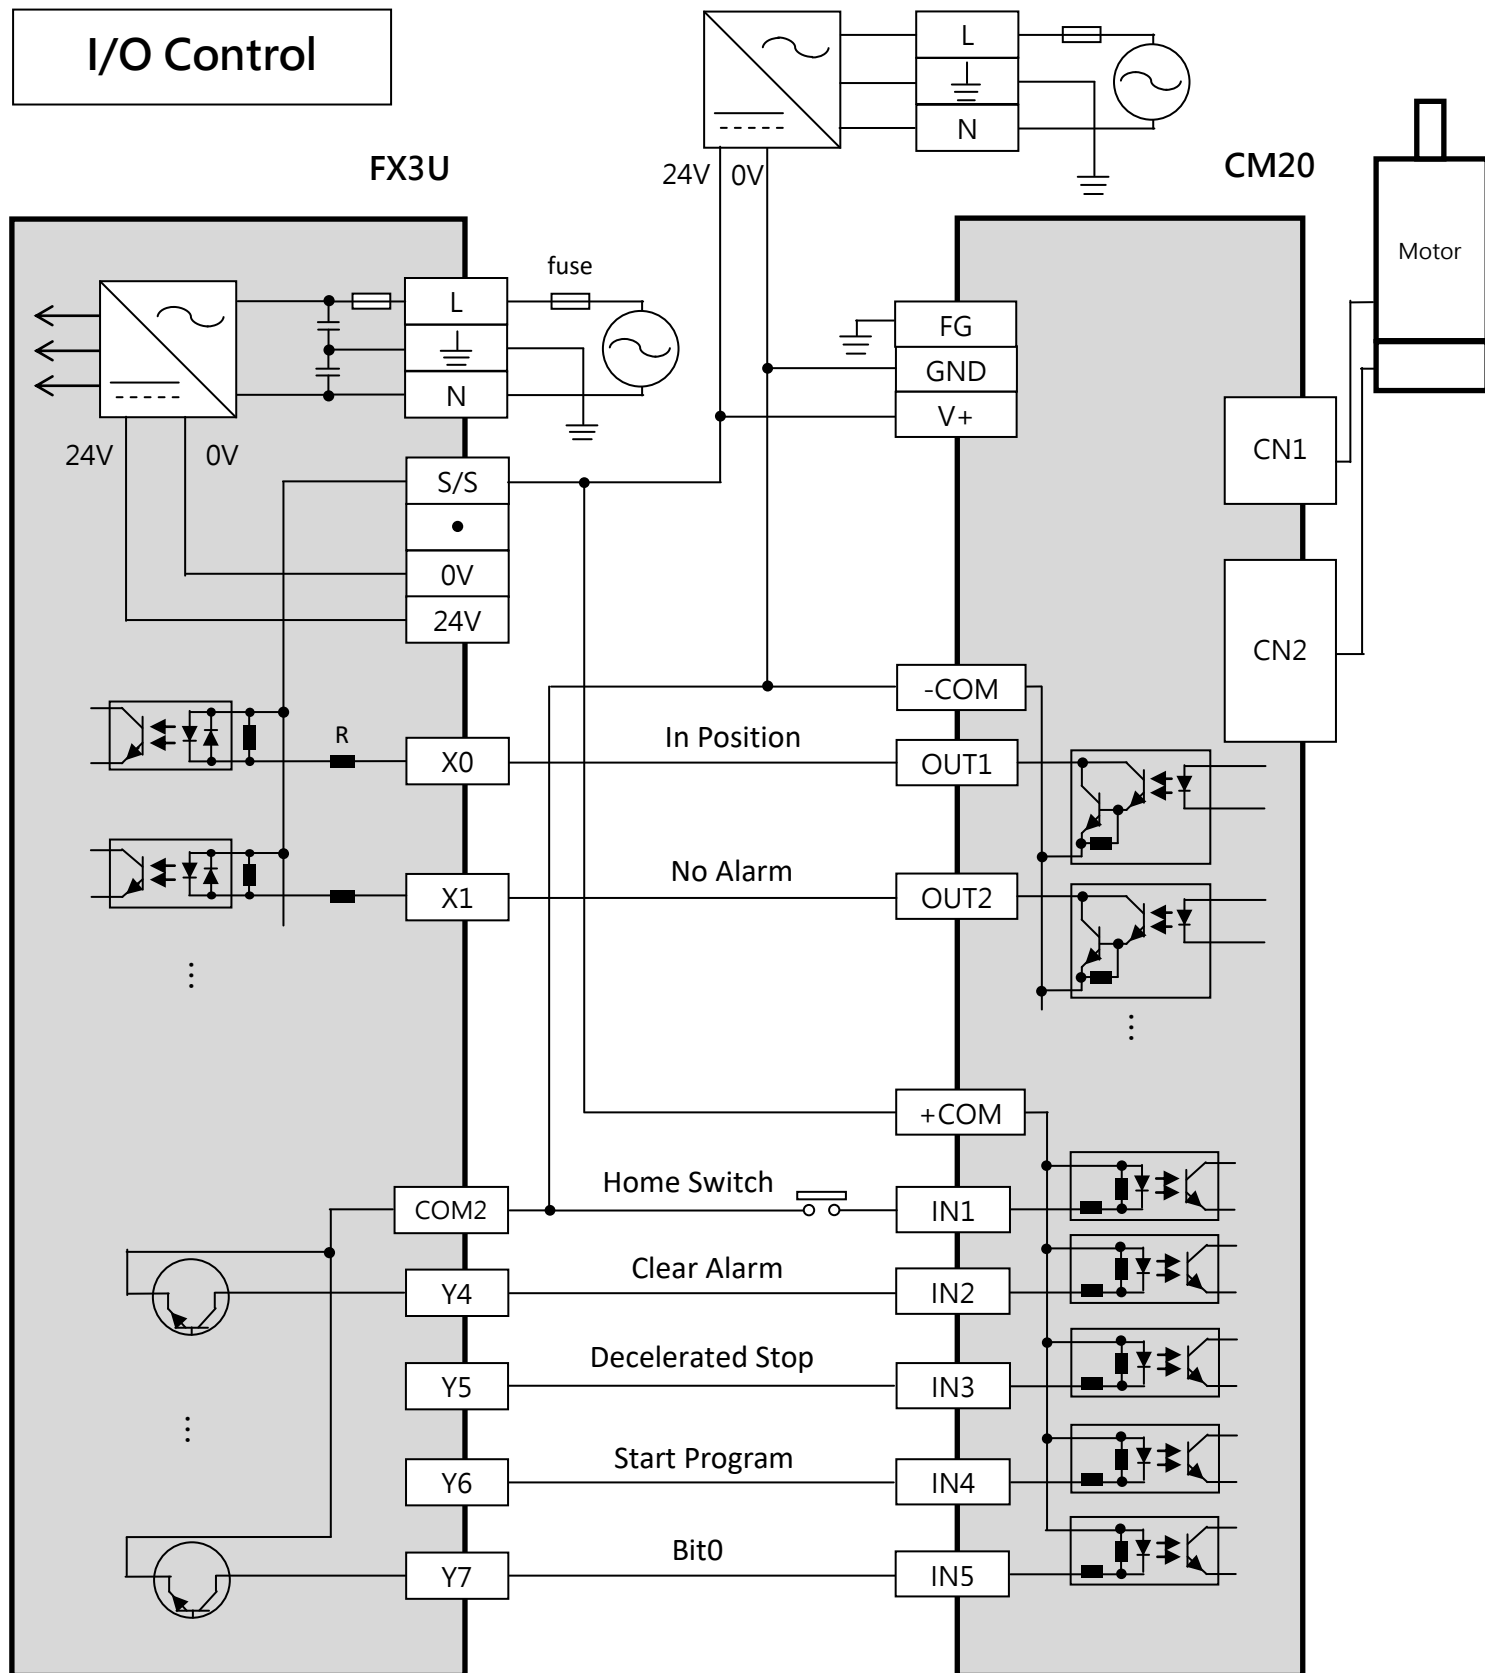 I/O Control
L
N
24V 0V
FX3U
CM20
Motor
fuse
L
N
24V 0V
FG
GND
V+
S/S
0V
24V
CN1
CN2
-COM
R
X0 In Position OUT1
X1 No Alarm OUT2
+COM
COM2 Home Switch IN1
Y4 Clear Alarm IN2
Y5 Decelerated Stop IN3
Y6 Start Program IN4
Y7 Bit0 IN5